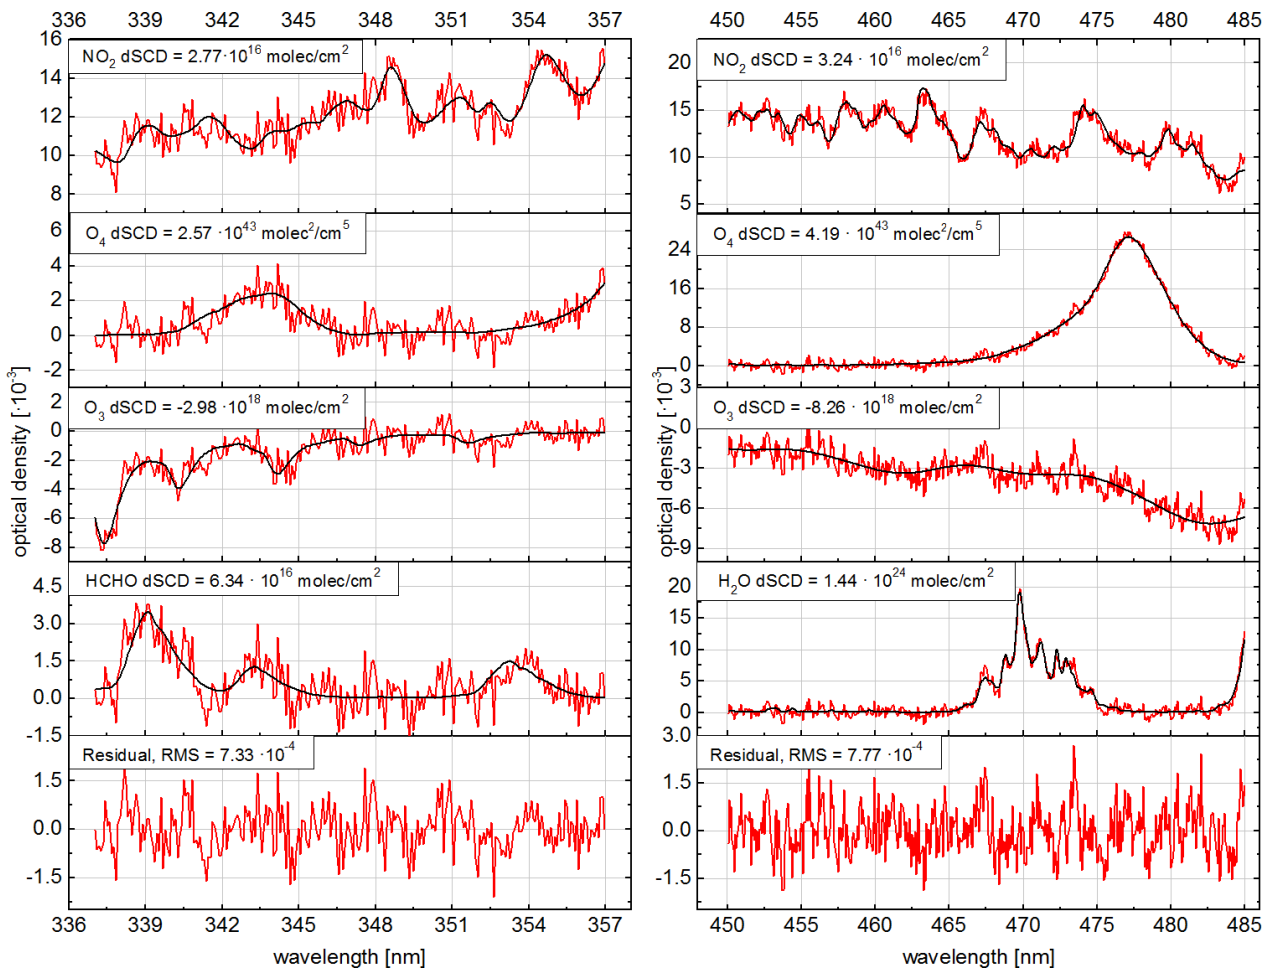 336 339 342 345 348 351 354 357
450 455 460 465 470 475 480 485
16
14
12
10
8
NO2 dSCD = 2.77·10^16 molec/cm^2
6
4
2
0
-2
O4 dSCD = 2.57 ·10^43 molec^2/cm^5
2
0
-2
-4
-6
-8
O3 dSCD = -2.98 · 10^18 molec/cm^2
4.5
3.0
1.5
0.0
-1.5
HCHO dSCD = 6.34 · 10^16 molec/cm^2
1.5
0.0
-1.5
Residual, RMS = 7.33 ·10^-4
optical density [·10^-3]
336 339 342 345 348 351 354 357
wavelength [nm]
20
15
10
5
NO2 dSCD = 3.24 · 10^16 molec/cm^2
24
16
8
0
O4 dSCD = 4.19 · 10^43 molec^2/cm^5
3
0
-3
-6
-9
O3 dSCD = -8.26 · 10^18 molec/cm^2
20
15
10
5
0
H2O dSCD = 1.44 · 10^24 molec/cm^2
3.0
1.5
0.0
-1.5
Residual, RMS = 7.77 ·10^-4
optical density [·10^-3]
450 455 460 465 470 475 480 485
wavelength [nm]